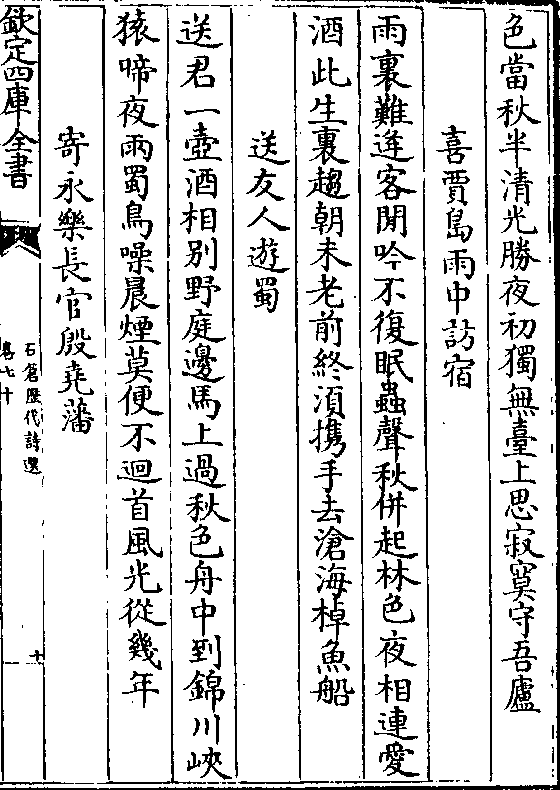 色當秋半清光勝夜初獨無臺上思寂寞守吾廬
喜賈島雨中訪宿
雨裏難逢客閒吟不復眠蟲聲秋併起林色夜相連愛
酒此生裏趨朝未老前終須携手去滄海棹魚船
送友人遊蜀
送君一壺酒相别野庭邊馬上過秋色舟中到錦川峽
猿啼夜雨蜀鳥噪晨煙莫便不迴首風光從幾年
寄永樂長官殷堯藩
欽定四庫全書
石倉歷代詩選
卷七十
十